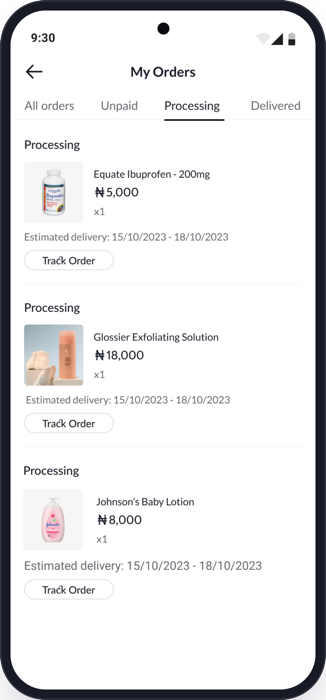 9:30
My Orders
All orders Unpaid Processing Delivered
Processing
Equate Ibuprofen - 200mg
₦5,000
x1
Estimated delivery: 15/10/2023 - 18/10/2023
Track Order
Processing
Glossier Exfoliating Solution
₦18,000
x1
Estimated delivery: 15/10/2023 - 18/10/2023
Track Order
Processing
Johnson's Baby Lotion
₦8,000
x1
Estimated delivery: 15/10/2023 - 18/10/2023
Track Order